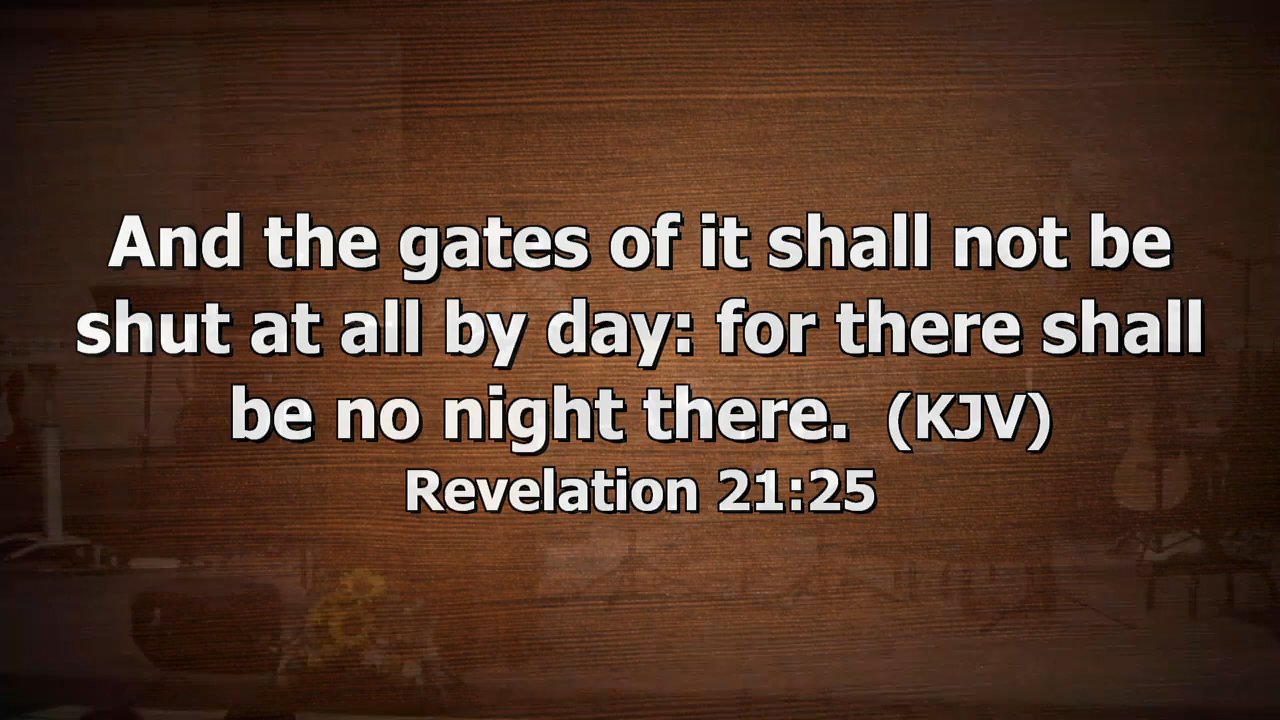 And the gates of it shall not be
shut at all by day: for there shall
be no night there. (KJV)
Revelation 21:25